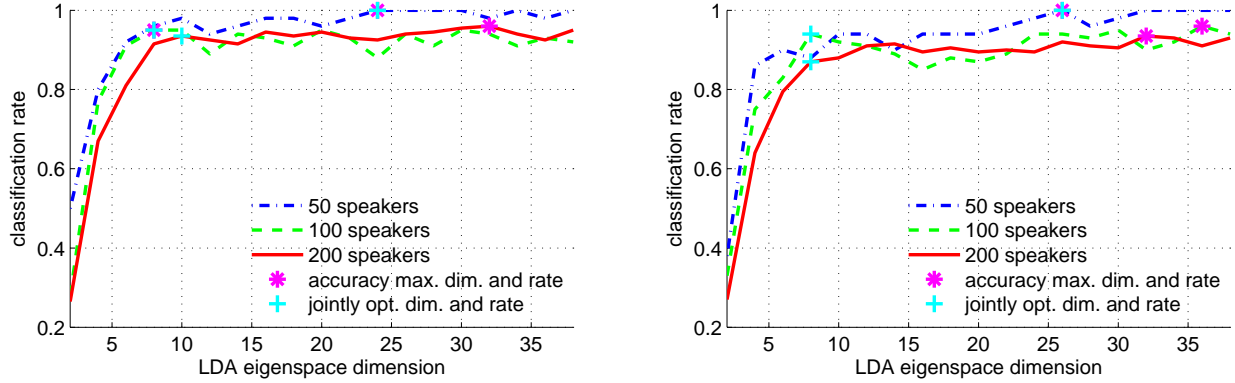 1
0.8
0.6
0.4
0.2
classification rate
50 speakers
100 speakers
200 speakers
accuracy max. dim. and rate
jointly opt. dim. and rate
5 10 15 20 25 30 35
LDA eigenspace dimension
1
0.8
0.6
0.4
0.2
classification rate
50 speakers
100 speakers
200 speakers
accuracy max. dim. and rate
jointly opt. dim. and rate
5 10 15 20 25 30 35
LDA eigenspace dimension